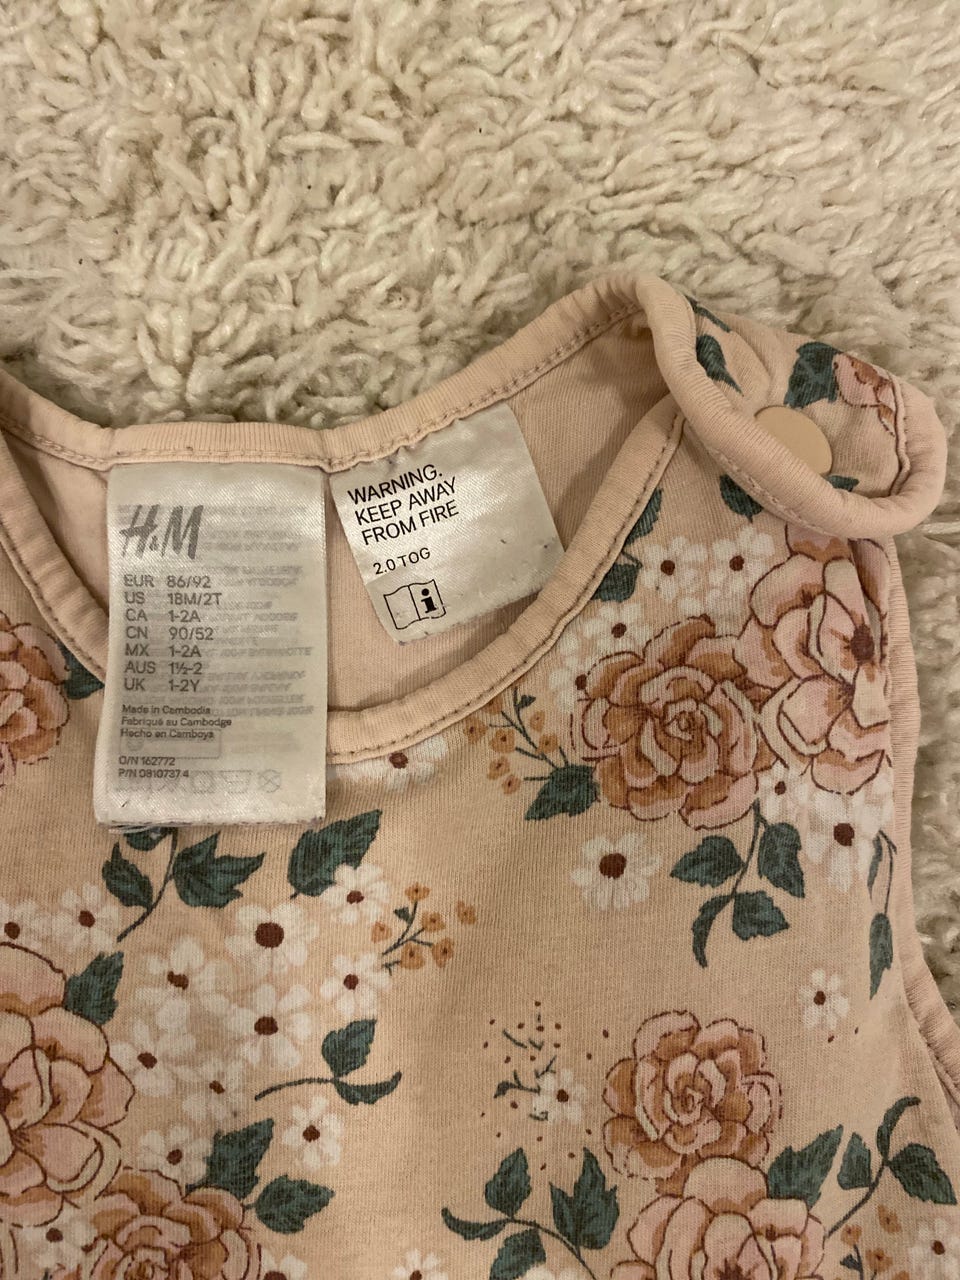 H&M
EUR 86/92
US 18M/2T
CA 1-2A
CN 90/52
MX 1-2A
AUS 1½-2
UK 1-2Y
Made in Cambodia
Fabriqué au Cambodge
Hecho en Camboya
O/N 162772
P/N 0810737 4
WARNING.
KEEP AWAY
FROM FIRE
2.0 TOG
i